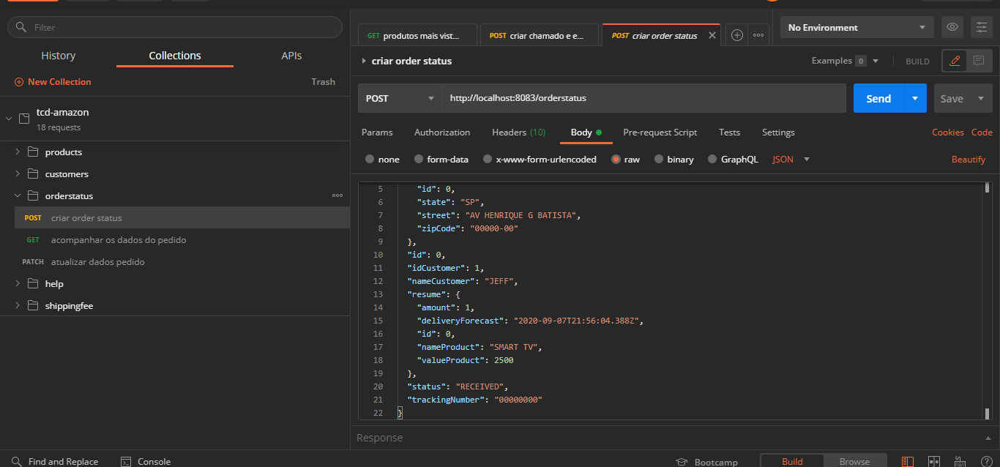 Filter
History Collections APIs
New Collection Trash
tcd-amazon
18 requests
products
customers
orderstatus
POST criar order status
GET acompanhar os dados do pedido
PATCH atualizar dados pedido
help
shippingfee
GET produtos mais vist...
POST criar chamado e e...
POST criar order status
No Environment
criar order status
Examples 0
BUILD
POST http://localhost:8083/orderstatus
Send
Save
Params Authorization Headers (10) Body Pre-request Script Tests Settings Cookies Code
none form-data x-www-form-urlencoded raw binary GraphQL JSON Beautify
5 "id": 0,
6 "state": "SP",
7 "street": "AV HENRIQUE G BATISTA",
8 "zipCode": "00000-00"
9 },
10 "id": 0,
11 "idCustomer": 1,
12 "nameCustomer": "JEFF",
13 "resume": {
14 "amount": 1,
15 "deliveryForecast": "2020-09-07T21:56:04.388Z",
16 "id": 0,
17 "nameProduct": "SMART TV",
18 "valueProduct": 2500
19 },
20 "status": "RECEIVED",
21 "trackingNumber": "00000000"
22 }
Response
Find and Replace Console Bootcamp Build Browse